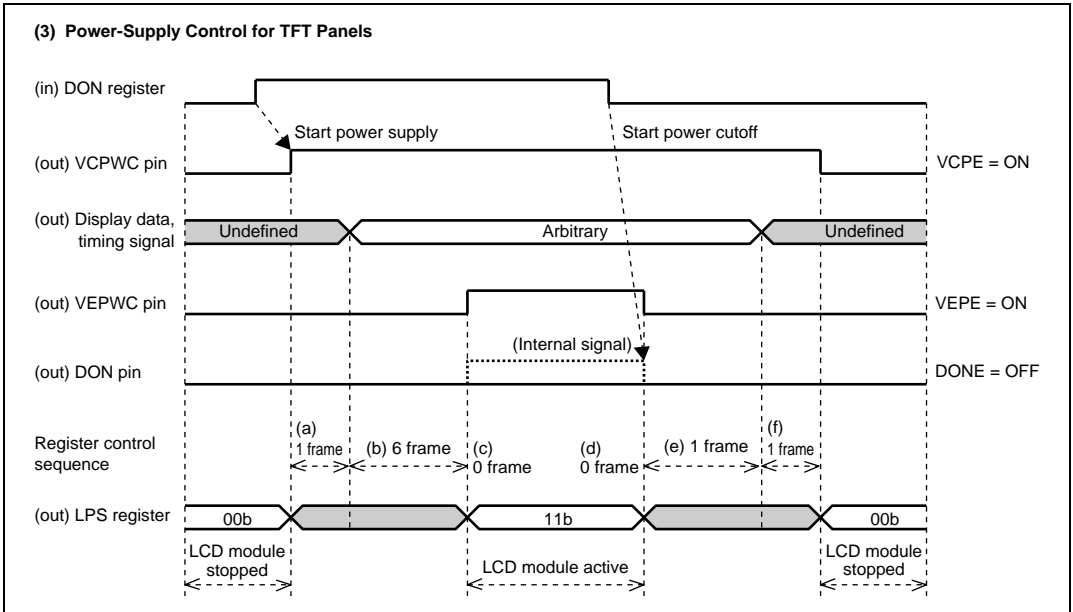 (3) Power-Supply Control for TFT Panels
(in) DON register
Start power supply
Start power cutoff
(out) VCPWC pin
VCPE = ON
(out) Display data,
timing signal
Undefined
Arbitrary
Undefined
(out) VEPWC pin
VEPE = ON
(Internal signal)
(out) DON pin
DONE = OFF
Register control
sequence
(a)
1 frame
(b) 6 frame
(c)
0 frame
(d)
0 frame
(e) 1 frame
(f)
1 frame
(out) LPS register
00b
11b
00b
LCD module
stopped
LCD module active
LCD module
stopped